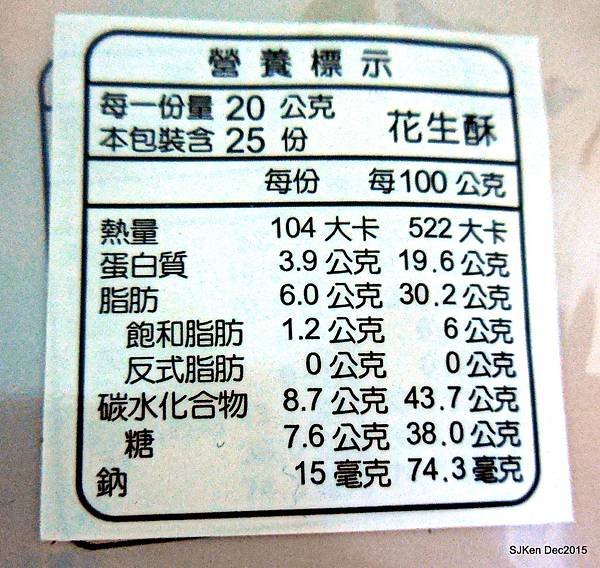 營養標示
每一份量 20 公克
本包裝含 25 份
花生酥
每份 每100公克
熱量 104 大卡 522 大卡
蛋白質 3.9 公克 19.6 公克
脂肪 6.0 公克 30.2 公克
飽和脂肪 1.2 公克 6 公克
反式脂肪 0 公克 0 公克
碳水化合物 8.7 公克 43.7 公克
糖 7.6 公克 38.0 公克
鈉 15 毫克 74.3 毫克
SJKen Dec2015